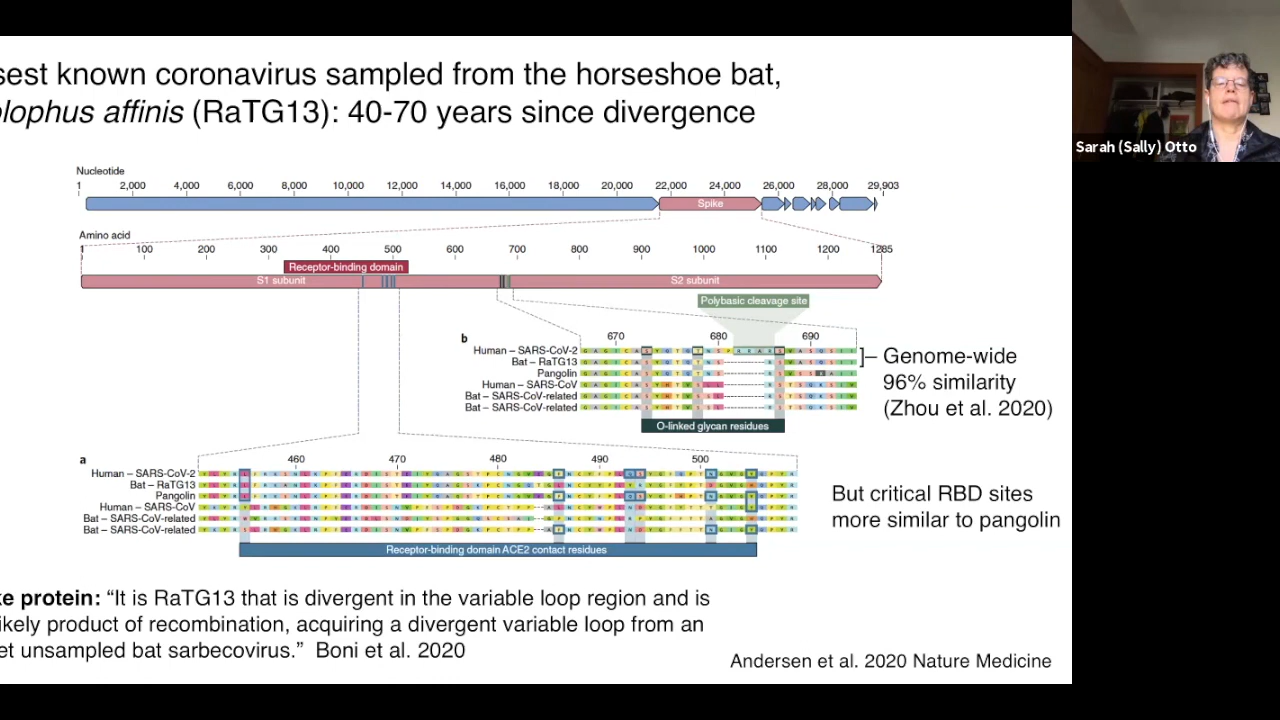 sest known coronavirus sampled from the horseshoe bat,
olophus affinis (RaTG13): 40-70 years since divergence
Sarah (Sally) Otto
Nucleotide
1 2,000 4,000 6,000 8,000 10,000 12,000 14,000 16,000 18,000 20,000 22,000 24,000 26,000 28,000 29,903
Spike
Amino acid
1 100 200 300 400 500 600 700 800 900 1000 1100 1200 1285
Receptor-binding domain
S1 subunit S2 subunit
Polybasic cleavage site
b 670 680 690
Human – SARS-CoV-2
Bat – RaTG13
Pangolin
Human – SARS-CoV
Bat – SARS-CoV-related
Bat – SARS-CoV-related
O-linked glycan residues
Genome-wide
96% similarity
(Zhou et al. 2020)
a 460 470 480 490 500
Human – SARS-CoV-2
Bat – RaTG13
Pangolin
Human – SARS-CoV
Bat – SARS-CoV-related
Bat – SARS-CoV-related
Receptor-binding domain ACE2 contact residues
But critical RBD sites
more similar to pangolin
ke protein: “It is RaTG13 that is divergent in the variable loop region and is
ikely product of recombination, acquiring a divergent variable loop from an
et unsampled bat sarbecovirus.” Boni et al. 2020
Andersen et al. 2020 Nature Medicine